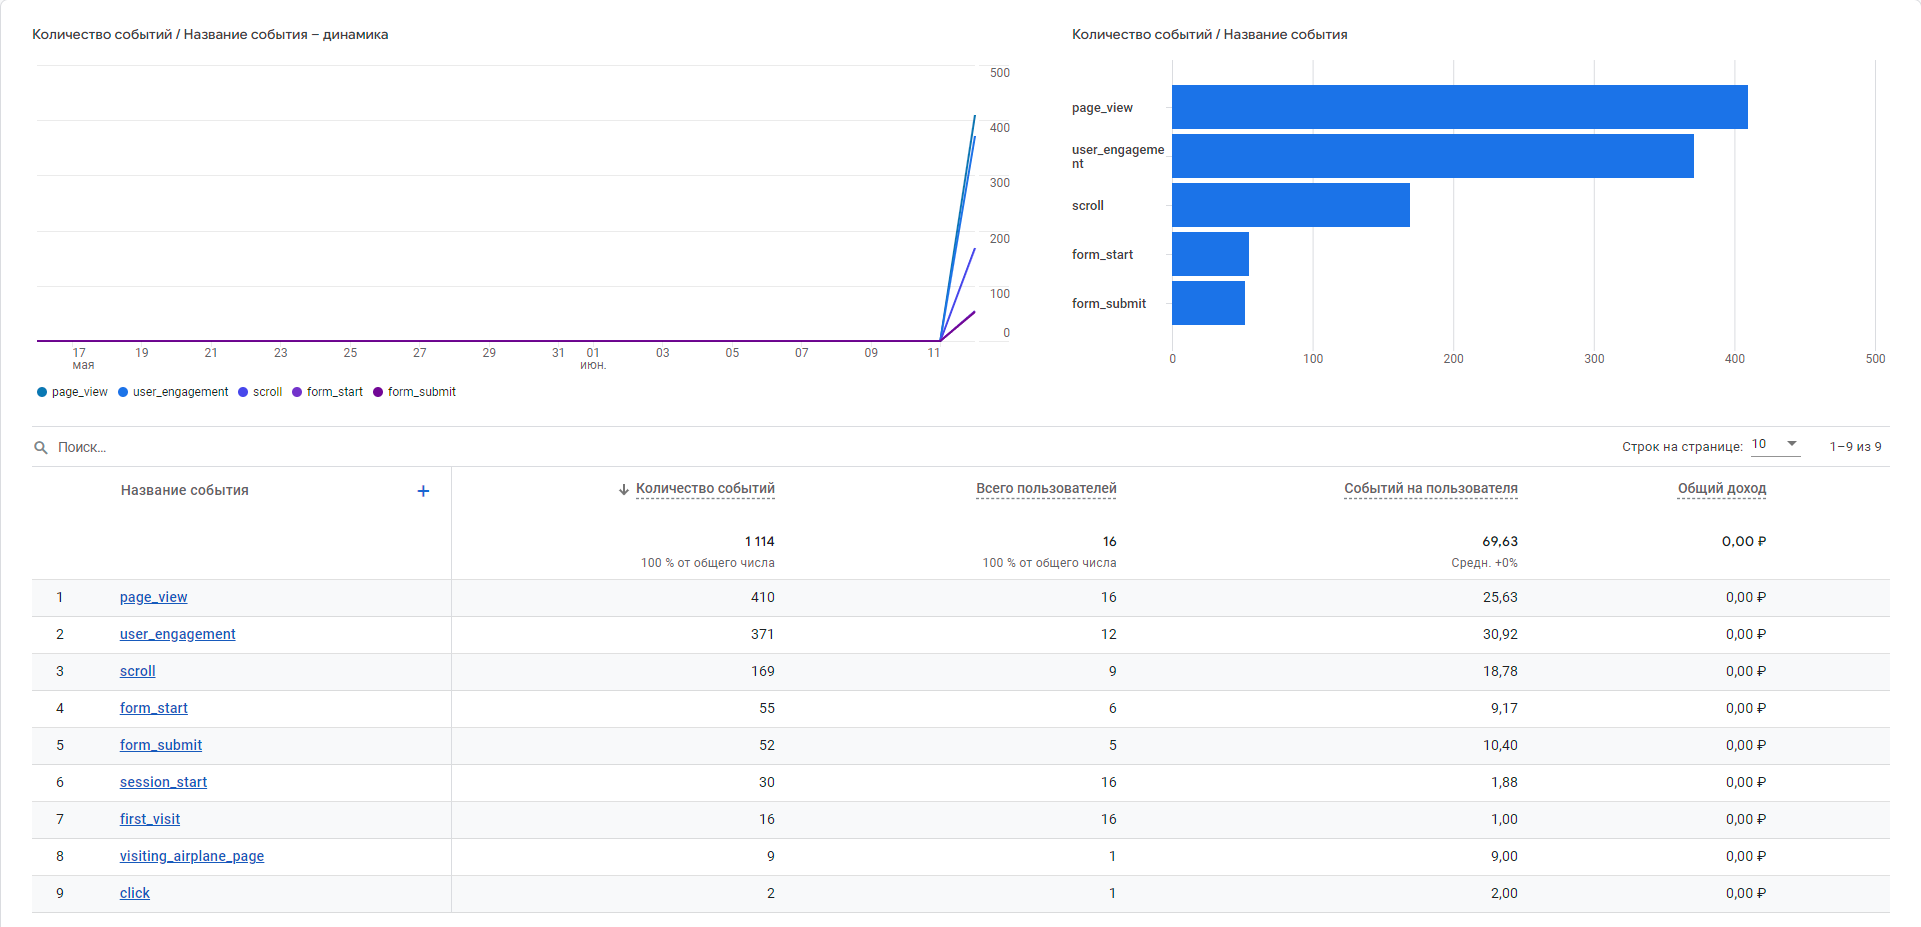 Количество событий / Название события – динамика
500
400
300
200
100
0
17 19 21 23 25 27 29 31 01 03 05 07 09 11
мая июн.
page_view user_engagement scroll form_start form_submit
Количество событий / Название события
page_view
user_engageme
nt
scroll
form_start
form_submit
0 100 200 300 400 500
Поиск...
Строк на странице: 10 1–9 из 9
Название события + Количество событий Всего пользователей Событий на пользователя Общий доход
1 114 16 69,63 0,00 ₽
100 % от общего числа 100 % от общего числа Средн. +0%
1 page_view 410 16 25,63 0,00 ₽
2 user_engagement 371 12 30,92 0,00 ₽
3 scroll 169 9 18,78 0,00 ₽
4 form_start 55 6 9,17 0,00 ₽
5 form_submit 52 5 10,40 0,00 ₽
6 session_start 30 16 1,88 0,00 ₽
7 first_visit 16 16 1,00 0,00 ₽
8 visiting_airplane_page 9 1 9,00 0,00 ₽
9 click 2 1 2,00 0,00 ₽